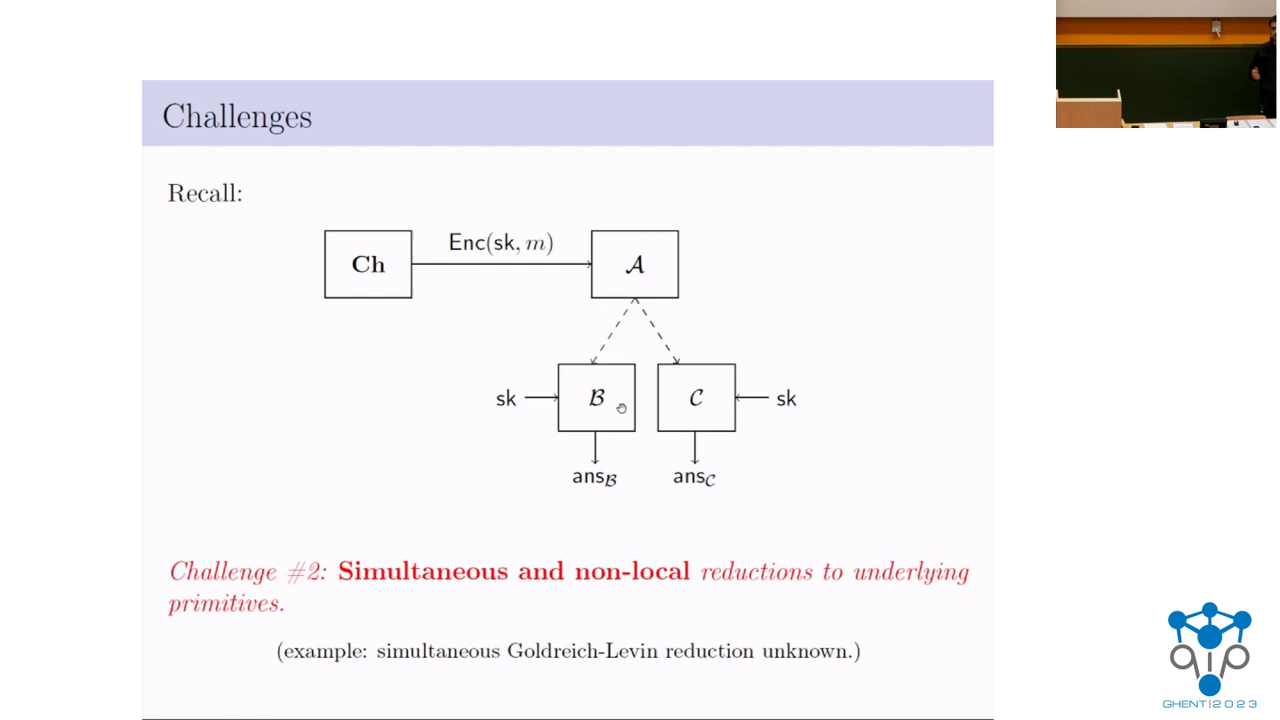 Challenges
Recall:
Ch
Enc(sk, m)
𝒜
sk
ℬ
𝒞
sk
ans_ℬ
ans_𝒞
Challenge #2: Simultaneous and non-local reductions to underlying
primitives.
(example: simultaneous Goldreich-Levin reduction unknown.)
qip
GHENT|2023